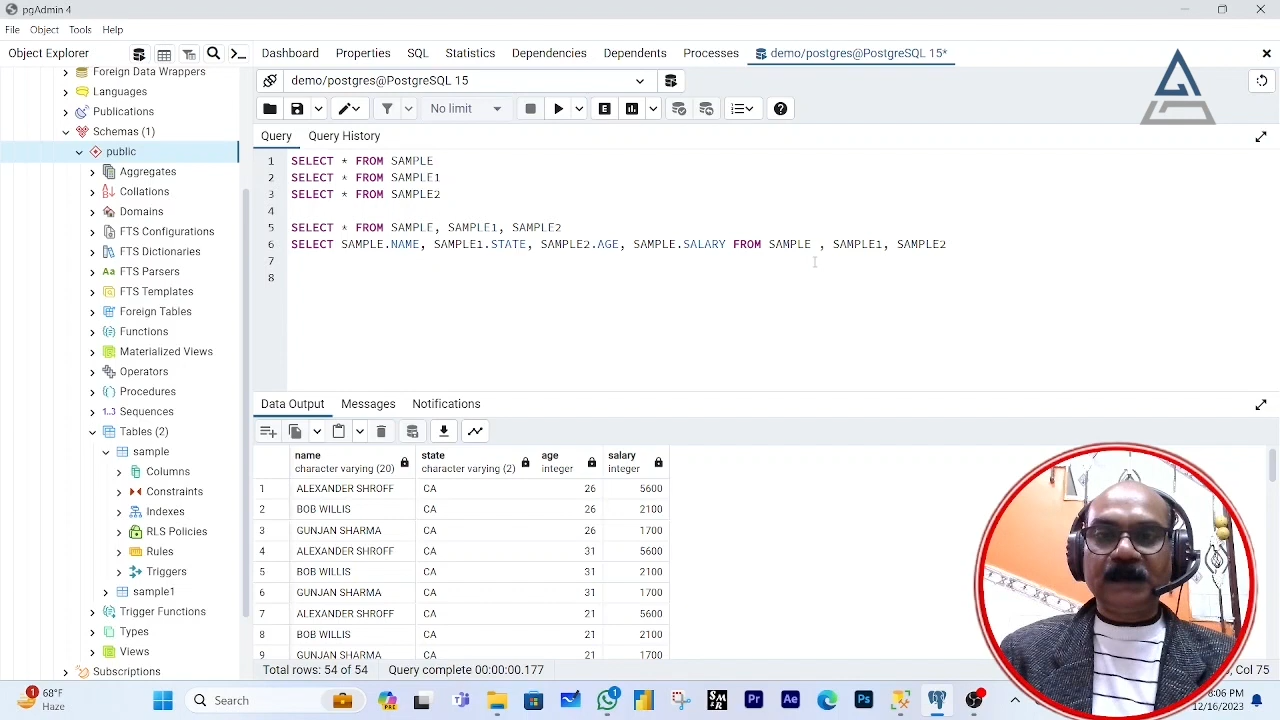 pgAdmin 4
File Object Tools Help
Object Explorer
Dashboard Properties SQL Statistics Dependencies Dependents Processes demo/postgres@PostgreSQL 15*
Foreign Data Wrappers
Languages
Publications
Schemas (1)
public
Aggregates
Collations
Domains
FTS Configurations
FTS Dictionaries
FTS Parsers
FTS Templates
Foreign Tables
Functions
Materialized Views
Operators
Procedures
1..3 Sequences
Tables (2)
sample
Columns
Constraints
Indexes
RLS Policies
Rules
Triggers
sample1
Trigger Functions
Types
Views
Subscriptions
demo/postgres@PostgreSQL 15
No limit
Query Query History
1 SELECT * FROM SAMPLE
2 SELECT * FROM SAMPLE1
3 SELECT * FROM SAMPLE2
4
5 SELECT * FROM SAMPLE, SAMPLE1, SAMPLE2
6 SELECT SAMPLE.NAME, SAMPLE1.STATE, SAMPLE2.AGE, SAMPLE.SALARY FROM SAMPLE , SAMPLE1, SAMPLE2
7
8
Data Output Messages Notifications
name state age salary
character varying (20) character varying (2) integer integer
1 ALEXANDER SHROFF CA 26 5600
2 BOB WILLIS CA 26 2100
3 GUNJAN SHARMA CA 26 1700
4 ALEXANDER SHROFF CA 31 5600
5 BOB WILLIS CA 31 2100
6 GUNJAN SHARMA CA 31 1700
7 ALEXANDER SHROFF CA 21 5600
8 BOB WILLIS CA 21 2100
9 GUNJAN SHARMA CA 21 1700
Total rows: 54 of 54 Query complete 00:00:00.177 Col 75
1 68°F
Haze
Search
1
Pr Ae Ps
8:06 PM
12/16/2023